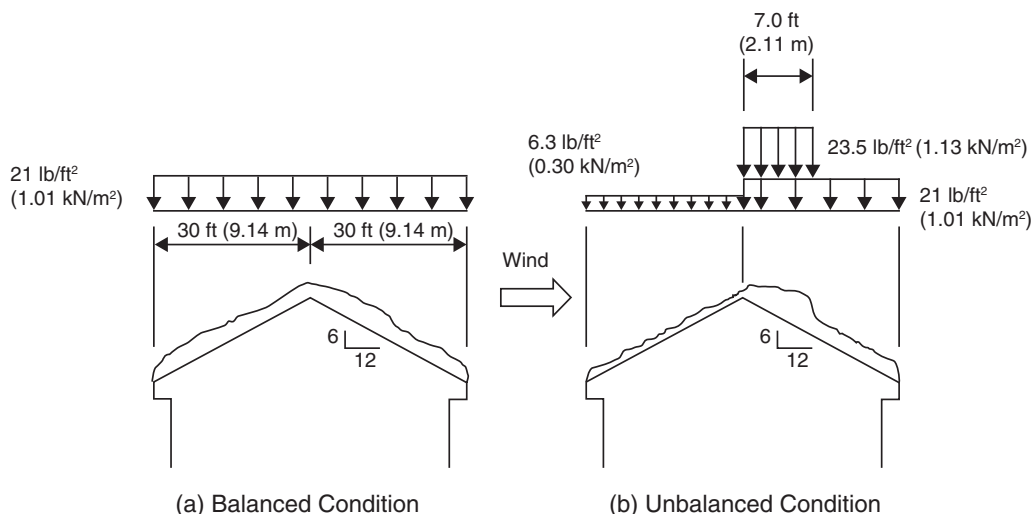 7.0 ft
(2.11 m)
6.3 lb/ft²
(0.30 kN/m²)
23.5 lb/ft² (1.13 kN/m²)
21 lb/ft²
(1.01 kN/m²)
21 lb/ft²
(1.01 kN/m²)
30 ft (9.14 m)
30 ft (9.14 m)
Wind
6
12
6
12
(a) Balanced Condition
(b) Unbalanced Condition